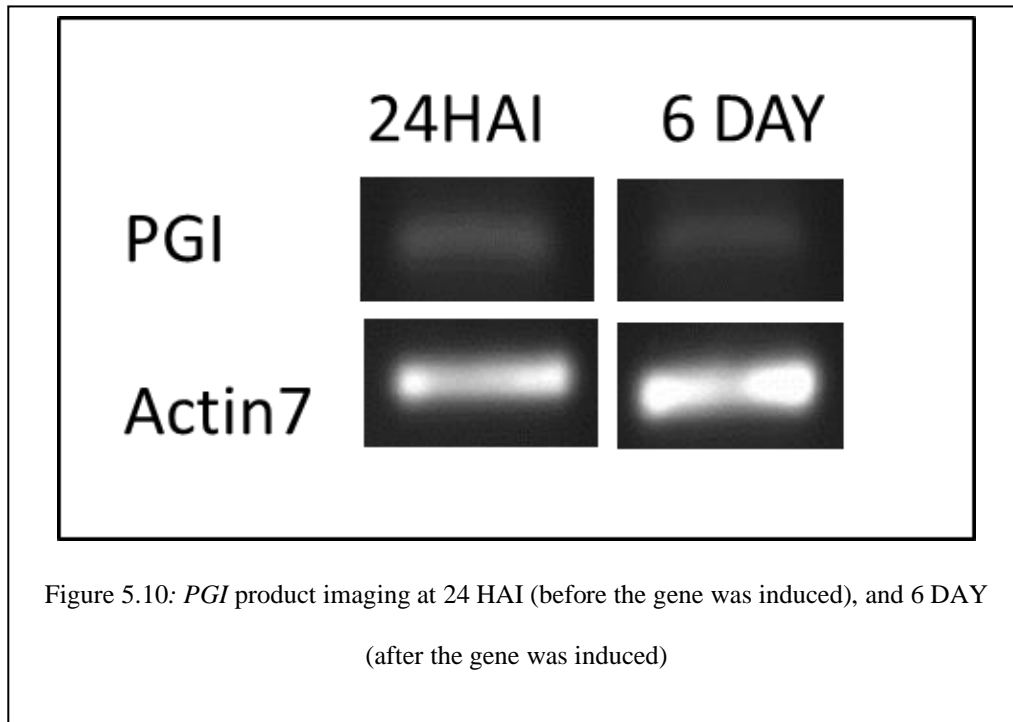 24HAI 6 DAY
PGI
Actin7
Figure 5.10: PGI product imaging at 24 HAI (before the gene was induced), and 6 DAY
(after the gene was induced)